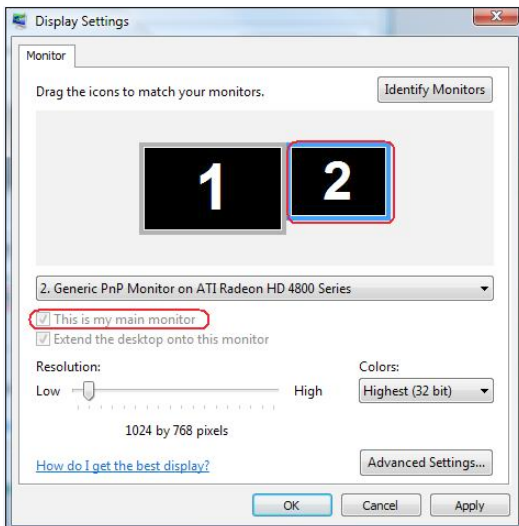 Display Settings
Monitor
Drag the icons to match your monitors.
Identify Monitors
1
2
2. Generic PnP Monitor on ATI Radeon HD 4800 Series
This is my main monitor
Extend the desktop onto this monitor
Resolution:
Colors:
Low
High
Highest (32 bit)
1024 by 768 pixels
How do I get the best display?
Advanced Settings...
OK
Cancel
Apply